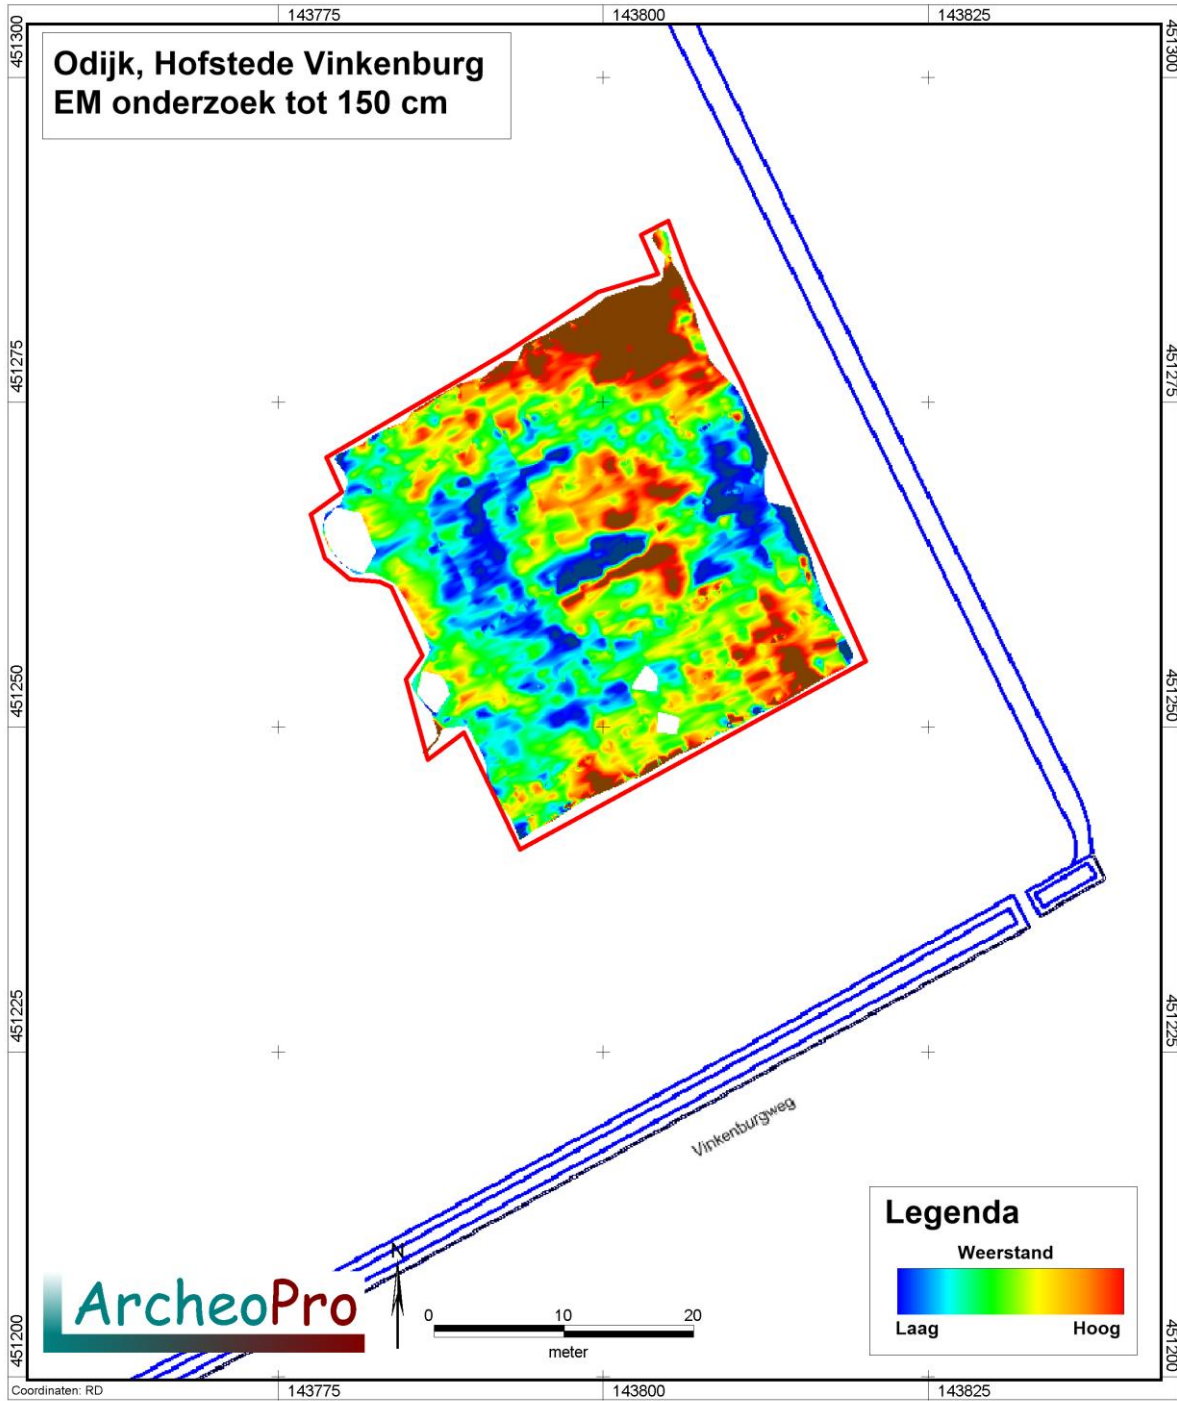 143775 143800 143825
451300 451300
Odijk, Hofstede Vinkenburg
EM onderzoek tot 150 cm
451275 451275
451250 451250
451225 451225
Vinkenburgweg
Legenda
Weerstand
Laag Hoog
N
ArcheoPro
0 10 20
meter
451200 451200
Coordinaten: RD
143775 143800 143825